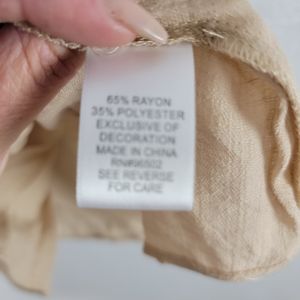 65% RAYON
35% POLYESTER
EXCLUSIVE OF
DECORATION
MADE IN CHINA
RN#96502
SEE REVERSE
FOR CARE